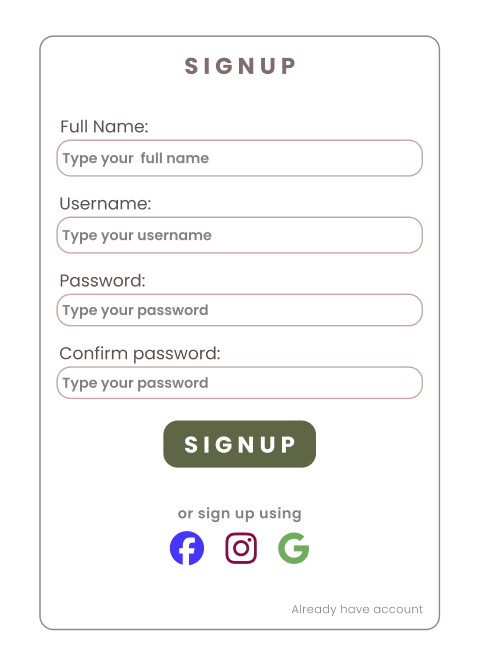 SIGNUP
Full Name:
Type your  full name
Username:
Type your username
Password:
Type your password
Confirm password:
Type your password
SIGNUP
or sign up using
Already have account